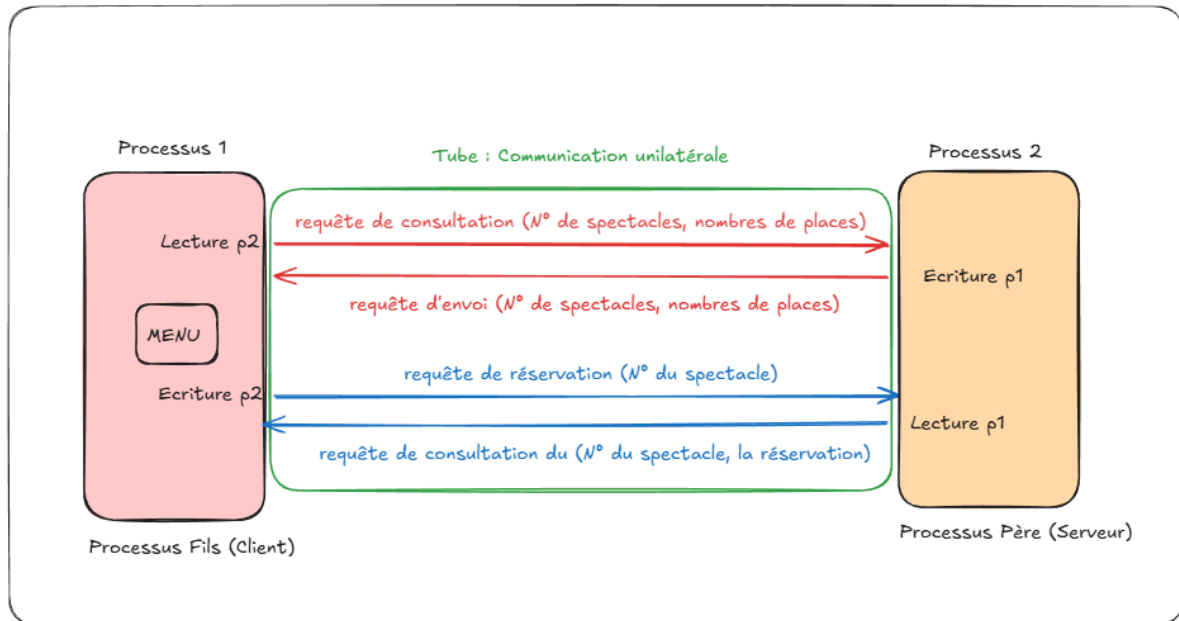 Processus 1
Tube : Communication unilatérale
Processus 2
requête de consultation (N° de spectacles, nombres de places)
Lecture p2
Ecriture p1
requête d'envoi (N° de spectacles, nombres de places)
MENU
requête de réservation (N° du spectacle)
Ecriture p2
Lecture p1
requête de consultation du (N° du spectacle, la réservation)
Processus Fils (Client)
Processus Père (Serveur)